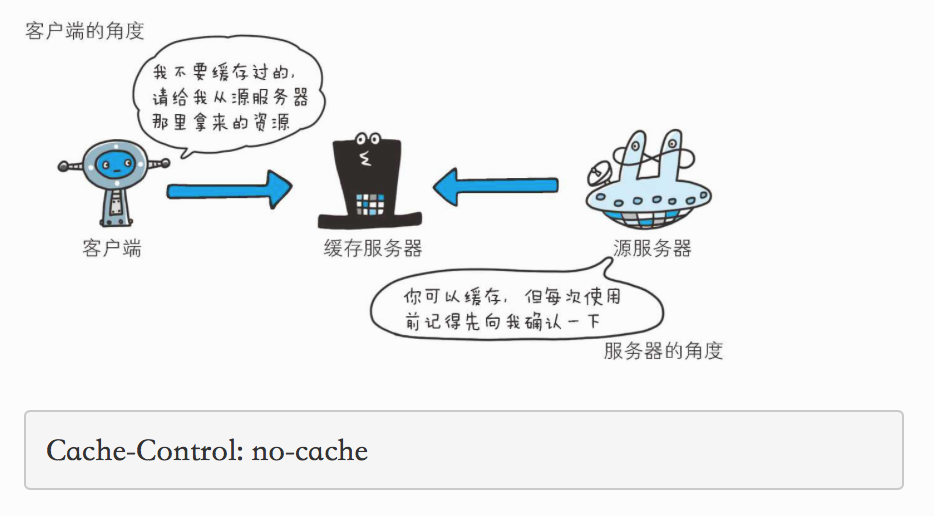 客户端的角度
我不要缓存过的，
请给我从源服务器
那里拿来的资源
客户端
缓存服务器
源服务器
你可以缓存，但每次使用
前记得先向我确认一下
服务器的角度
Cache-Control: no-cache